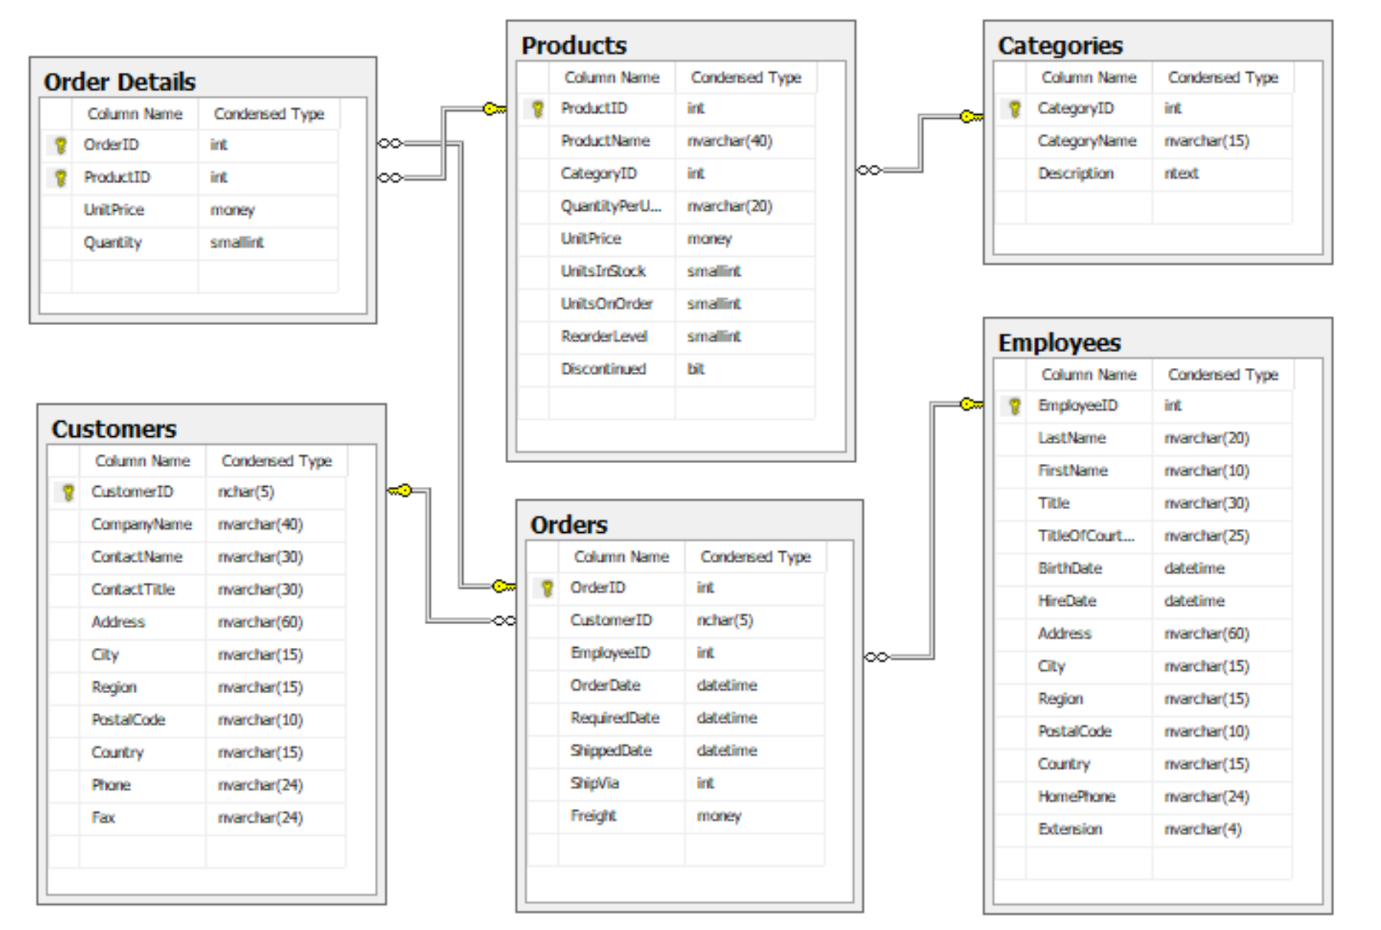 Order Details
Column Name Condensed Type
OrderID int
ProductID int
UnitPrice money
Quantity smallint
Products
Column Name Condensed Type
ProductID int
ProductName nvarchar(40)
CategoryID int
QuantityPerU... nvarchar(20)
UnitPrice money
UnitsInStock smallint
UnitsOnOrder smallint
ReorderLevel smallint
Discontinued bit
Categories
Column Name Condensed Type
CategoryID int
CategoryName nvarchar(15)
Description ntext
Customers
Column Name Condensed Type
CustomerID nchar(5)
CompanyName nvarchar(40)
ContactName nvarchar(30)
ContactTitle nvarchar(30)
Address nvarchar(60)
City nvarchar(15)
Region nvarchar(15)
PostalCode nvarchar(10)
Country nvarchar(15)
Phone nvarchar(24)
Fax nvarchar(24)
Orders
Column Name Condensed Type
OrderID int
CustomerID nchar(5)
EmployeeID int
OrderDate datetime
RequiredDate datetime
ShippedDate datetime
ShipVia int
Freight money
Employees
Column Name Condensed Type
EmployeeID int
LastName nvarchar(20)
FirstName nvarchar(10)
Title nvarchar(30)
TitleOfCourt... nvarchar(25)
BirthDate datetime
HireDate datetime
Address nvarchar(60)
City nvarchar(15)
Region nvarchar(15)
PostalCode nvarchar(10)
Country nvarchar(15)
HomePhone nvarchar(24)
Extension nvarchar(4)